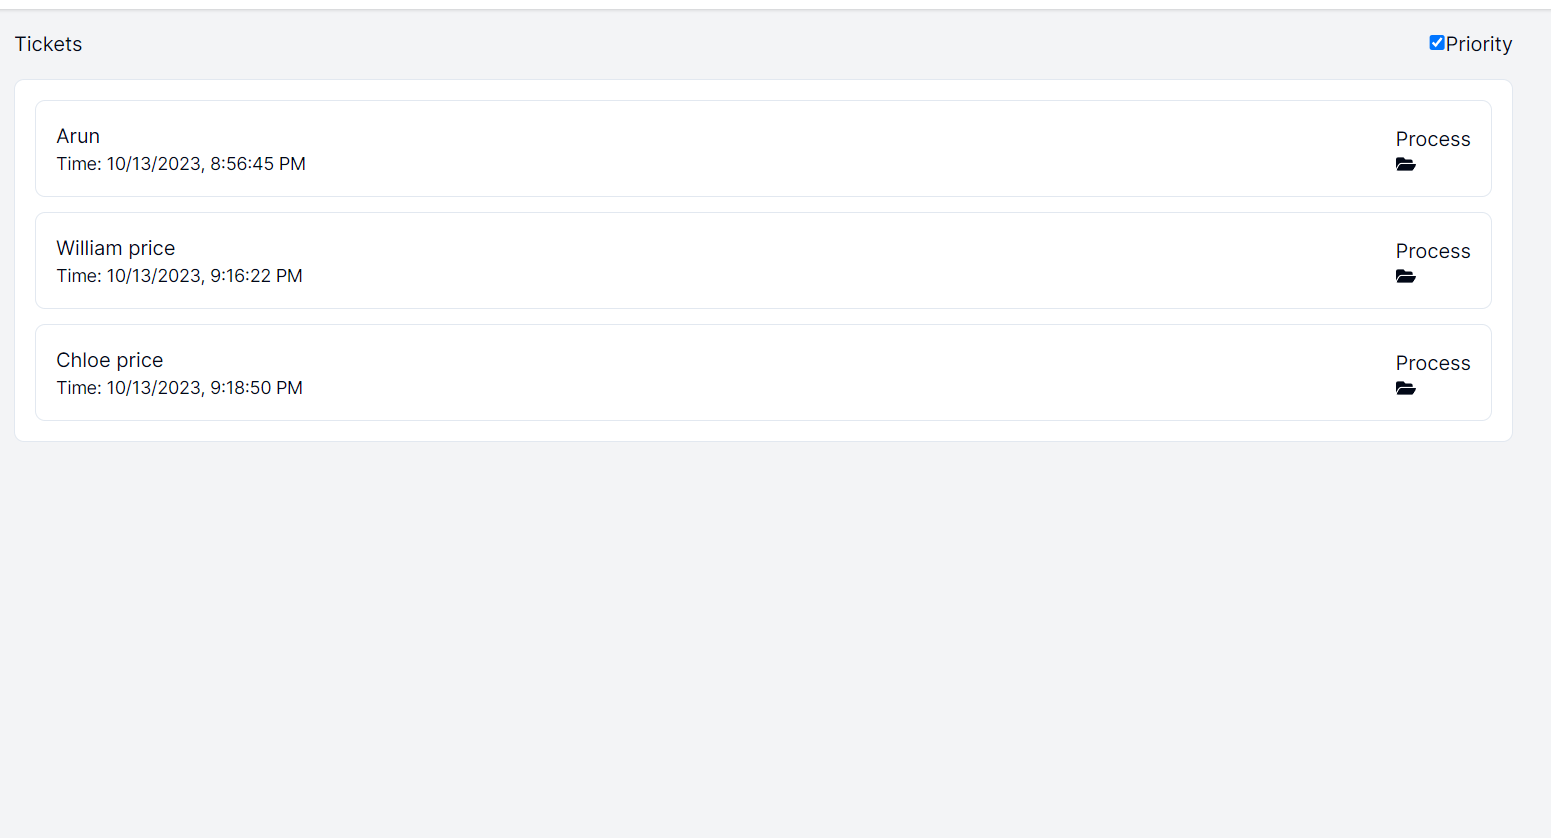 Tickets
Priority
Arun
Time: 10/13/2023, 8:56:45 PM
Process
William price
Time: 10/13/2023, 9:16:22 PM
Process
Chloe price
Time: 10/13/2023, 9:18:50 PM
Process